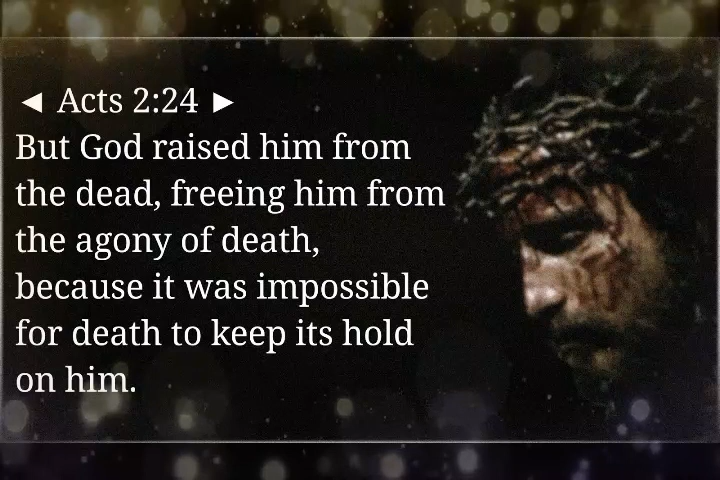 ◄ Acts 2:24 ►
But God raised him from
the dead, freeing him from
the agony of death,
because it was impossible
for death to keep its hold
on him.